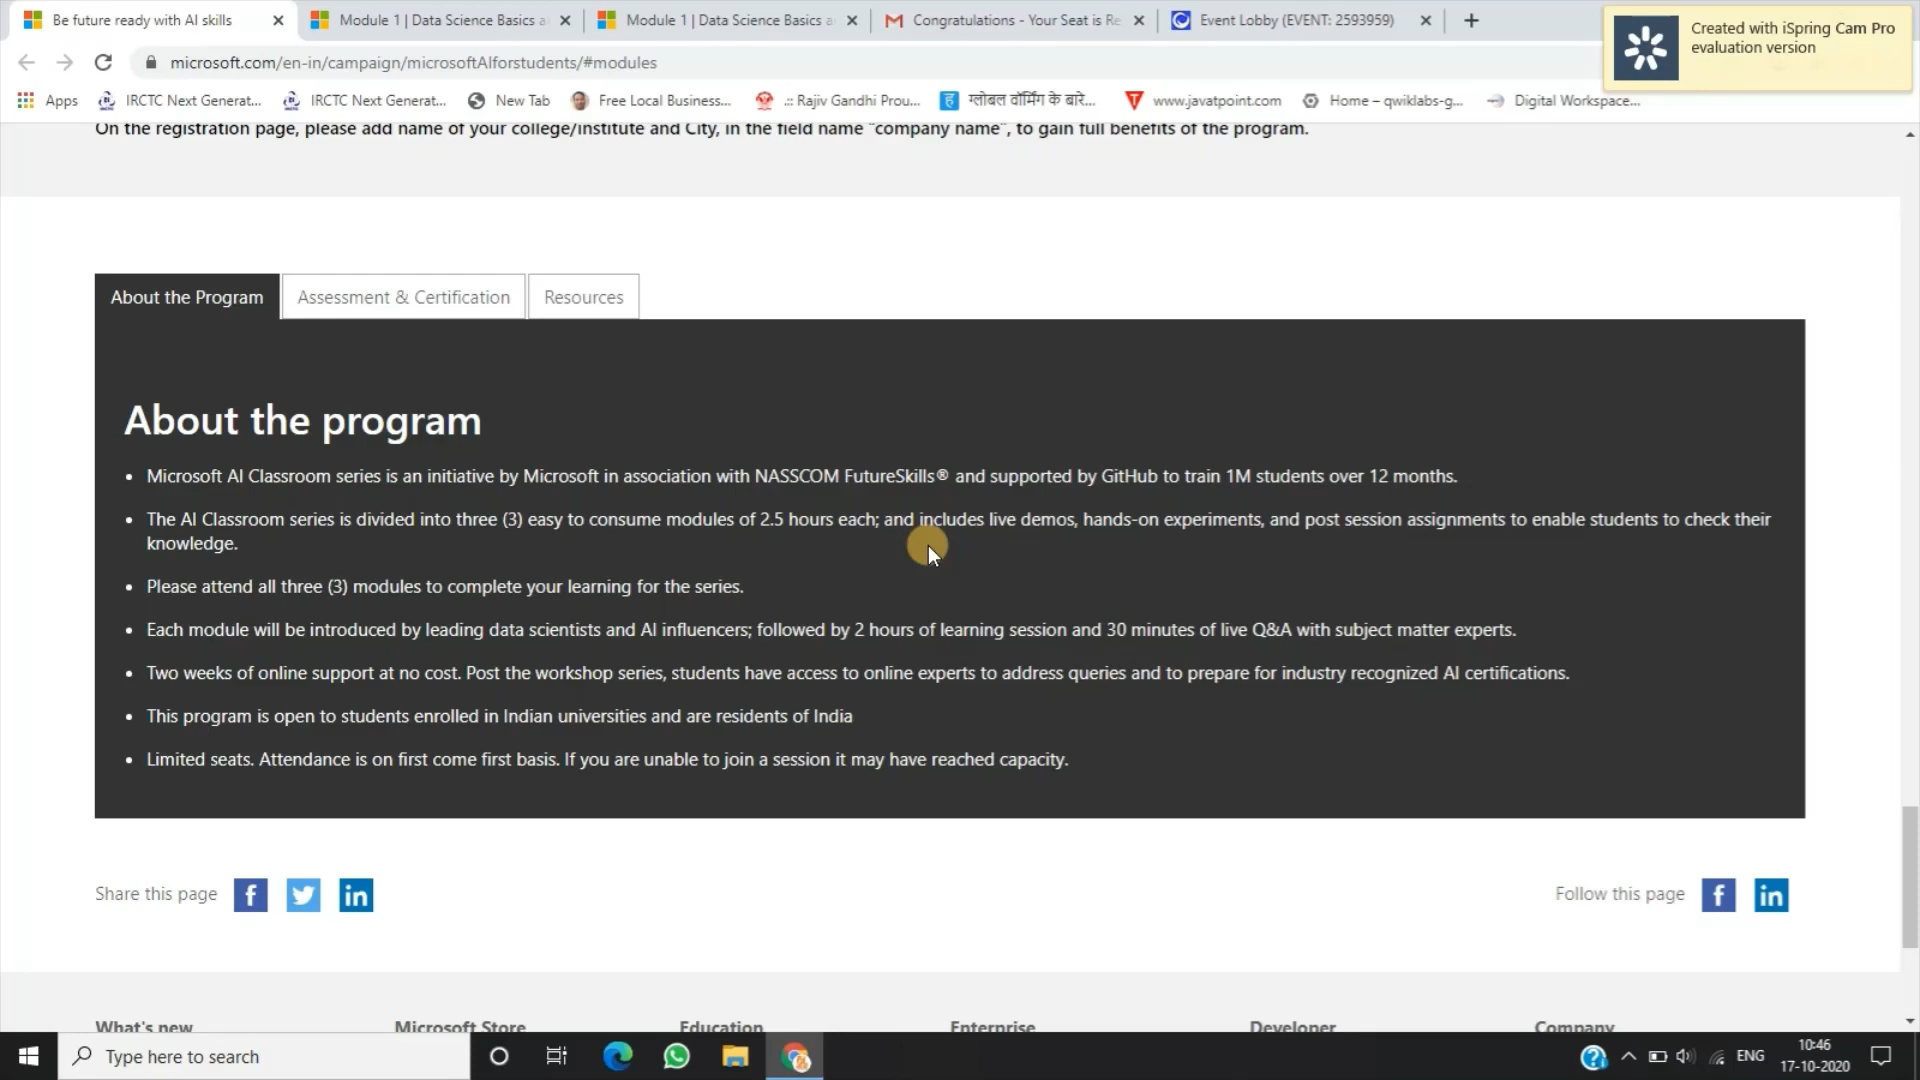 Be future ready with AI skills
Module 1 | Data Science Basics a
Module 1 | Data Science Basics a
Congratulations - Your Seat is Re
Event Lobby (EVENT: 2593959)
Created with iSpring Cam Pro
evaluation version
microsoft.com/en-in/campaign/microsoftAIforstudents/#modules
Apps
IRCTC Next Generat...
IRCTC Next Generat...
New Tab
Free Local Business...
.:: Rajiv Gandhi Prou...
ग्लोबल वॉर्मिंग के बारे...
www.javatpoint.com
Home – qwiklabs-g...
Digital Workspace...
On the registration page, please add name of your college/institute and City, in the field name "company name", to gain full benefits of the program.
About the Program
Assessment & Certification
Resources
About the program
• Microsoft AI Classroom series is an initiative by Microsoft in association with NASSCOM FutureSkills® and supported by GitHub to train 1M students over 12 months.
• The AI Classroom series is divided into three (3) easy to consume modules of 2.5 hours each; and includes live demos, hands-on experiments, and post session assignments to enable students to check their
knowledge.
• Please attend all three (3) modules to complete your learning for the series.
• Each module will be introduced by leading data scientists and AI influencers; followed by 2 hours of learning session and 30 minutes of live Q&A with subject matter experts.
• Two weeks of online support at no cost. Post the workshop series, students have access to online experts to address queries and to prepare for industry recognized AI certifications.
• This program is open to students enrolled in Indian universities and are residents of India
• Limited seats. Attendance is on first come first basis. If you are unable to join a session it may have reached capacity.
Share this page
Follow this page
What's new
Microsoft Store
Education
Enterprise
Developer
Company
Type here to search
ENG
10:46
17-10-2020